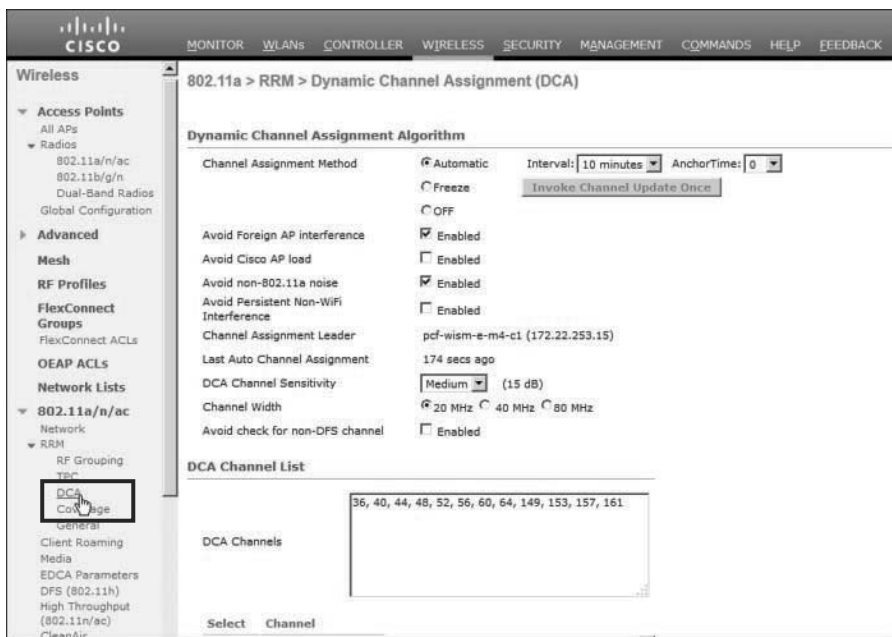 CISCO
MONITOR WLANs CONTROLLER WIRELESS SECURITY MANAGEMENT COMMANDS HELP FEEDBACK
Wireless
Access Points
All APs
Radios
802.11a/n/ac
802.11b/g/n
Dual-Band Radios
Global Configuration
Advanced
Mesh
RF Profiles
FlexConnect
Groups
FlexConnect ACLs
OEAP ACLs
Network Lists
802.11a/n/ac
Network
RRM
RF Grouping
TPC
DCA
General
Client Roaming
Media
EDCA Parameters
DFS (802.11h)
High Throughput
(802.11n/ac)
CleanAir
802.11a > RRM > Dynamic Channel Assignment (DCA)
Dynamic Channel Assignment Algorithm
Channel Assignment Method Automatic Interval: 10 minutes AnchorTime: 0
Freeze Invoke Channel Update Once
OFF
Avoid Foreign AP interference Enabled
Avoid Cisco AP load Enabled
Avoid non-802.11a noise Enabled
Avoid Persistent Non-WiFi
Interference Enabled
Channel Assignment Leader pcf-wism-e-m4-c1 (172.22.253.15)
Last Auto Channel Assignment 174 secs ago
DCA Channel Sensitivity Medium (15 dB)
Channel Width 20 MHz 40 MHz 80 MHz
Avoid check for non-DFS channel Enabled
DCA Channel List
DCA Channels 36, 40, 44, 48, 52, 56, 60, 64, 149, 153, 157, 161
Select Channel